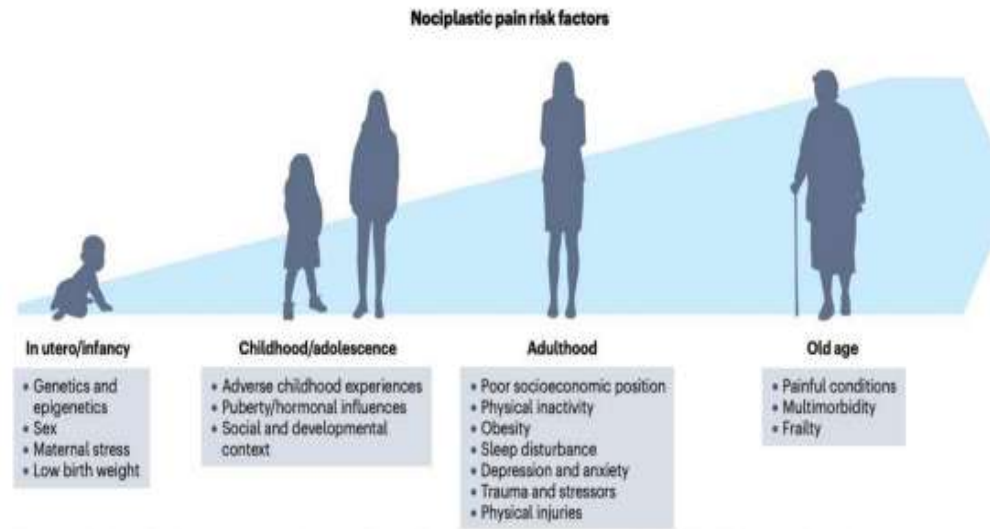 Nociplastic pain risk factors
In utero/infancy
• Genetics and
epigenetics
• Sex
• Maternal stress
• Low birth weight
Childhood/adolescence
• Adverse childhood experiences
• Puberty/hormonal influences
• Social and developmental
context
Adulthood
• Poor socioeconomic position
• Physical inactivity
• Obesity
• Sleep disturbance
• Depression and anxiety
• Trauma and stressors
• Physical injuries
Old age
• Painful conditions
• Multimorbidity
• Frailty